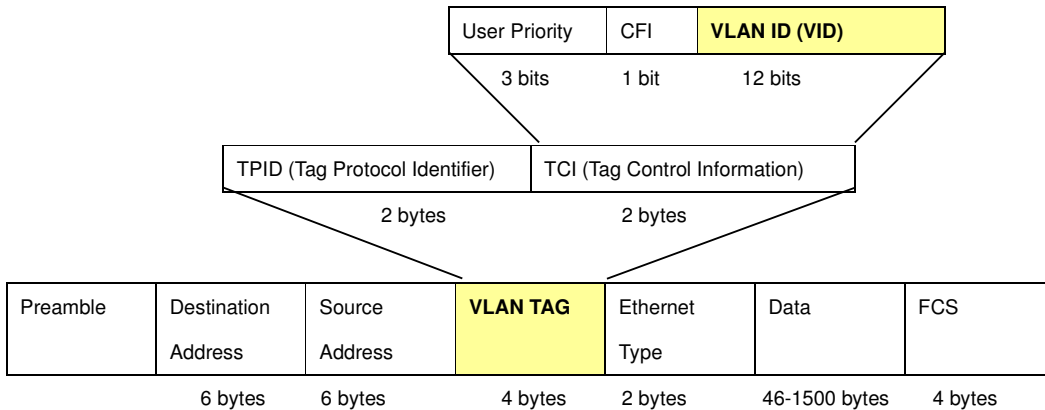 User Priority CFI VLAN ID (VID)
3 bits 1 bit 12 bits
TPID (Tag Protocol Identifier) TCI (Tag Control Information)
2 bytes 2 bytes
Preamble Destination Source VLAN TAG Ethernet Data FCS
Address Address Type
6 bytes 6 bytes 4 bytes 2 bytes 46-1500 bytes 4 bytes